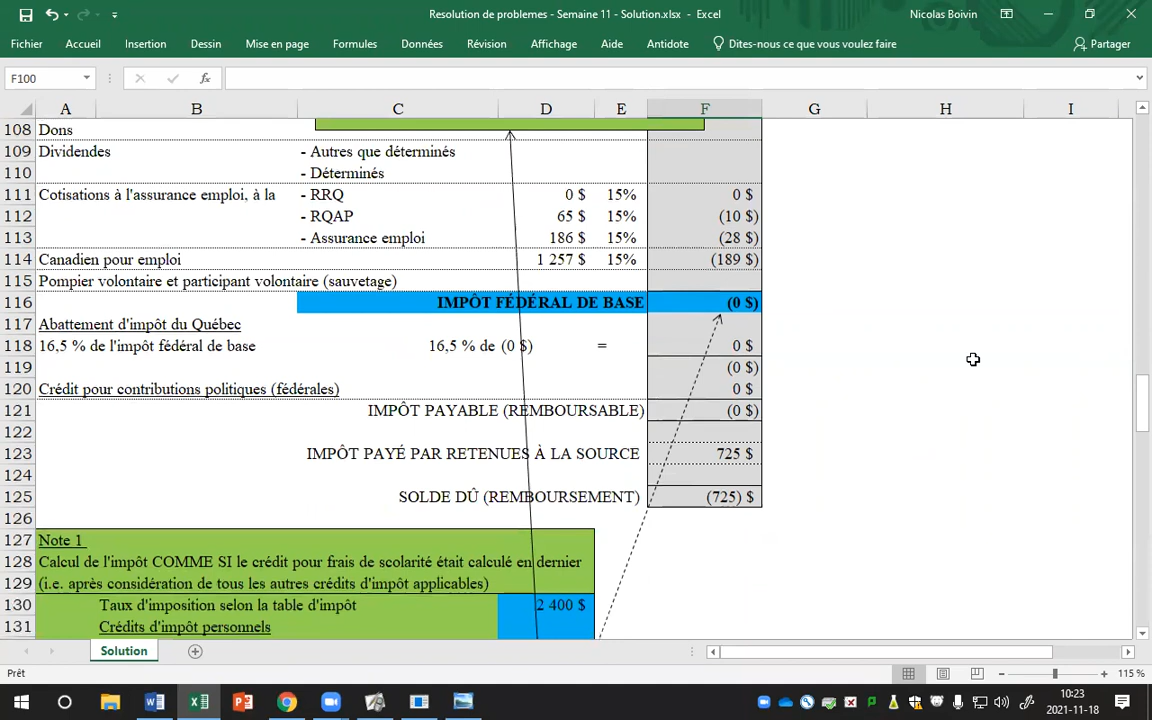 Resolution de problemes - Semaine 11 - Solution.xlsx - Excel
Nicolas Boivin
Fichier Accueil Insertion Dessin Mise en page Formules Données Révision Affichage Aide Antidote Dites-nous ce que vous voulez faire Partager
F100 fx
A B C D E F G H I
108 Dons
109 Dividendes - Autres que déterminés
110 - Déterminés
111 Cotisations à l'assurance emploi, à la - RRQ 0 $ 15% 0 $
112 - RQAP 65 $ 15% (10 $)
113 - Assurance emploi 186 $ 15% (28 $)
114 Canadien pour emploi 1 257 $ 15% (189 $)
115 Pompier volontaire et participant volontaire (sauvetage)
116 IMPÔT FÉDÉRAL DE BASE (0 $)
117 Abattement d'impôt du Québec
118 16,5 % de l'impôt fédéral de base 16,5 % de (0 $) = 0 $
119 (0 $)
120 Crédit pour contributions politiques (fédérales) 0 $
121 IMPÔT PAYABLE (REMBOURSABLE) (0 $)
122
123 IMPÔT PAYÉ PAR RETENUES À LA SOURCE 725 $
124
125 SOLDE DÛ (REMBOURSEMENT) (725) $
126
127 Note 1
128 Calcul de l'impôt COMME SI le crédit pour frais de scolarité était calculé en dernier
129 (i.e. après considération de tous les autres crédits d'impôt applicables)
130 Taux d'imposition selon la table d'impôt 2 400 $
131 Crédits d'impôt personnels
Solution
Prêt 115 %
10:23
2021-11-18